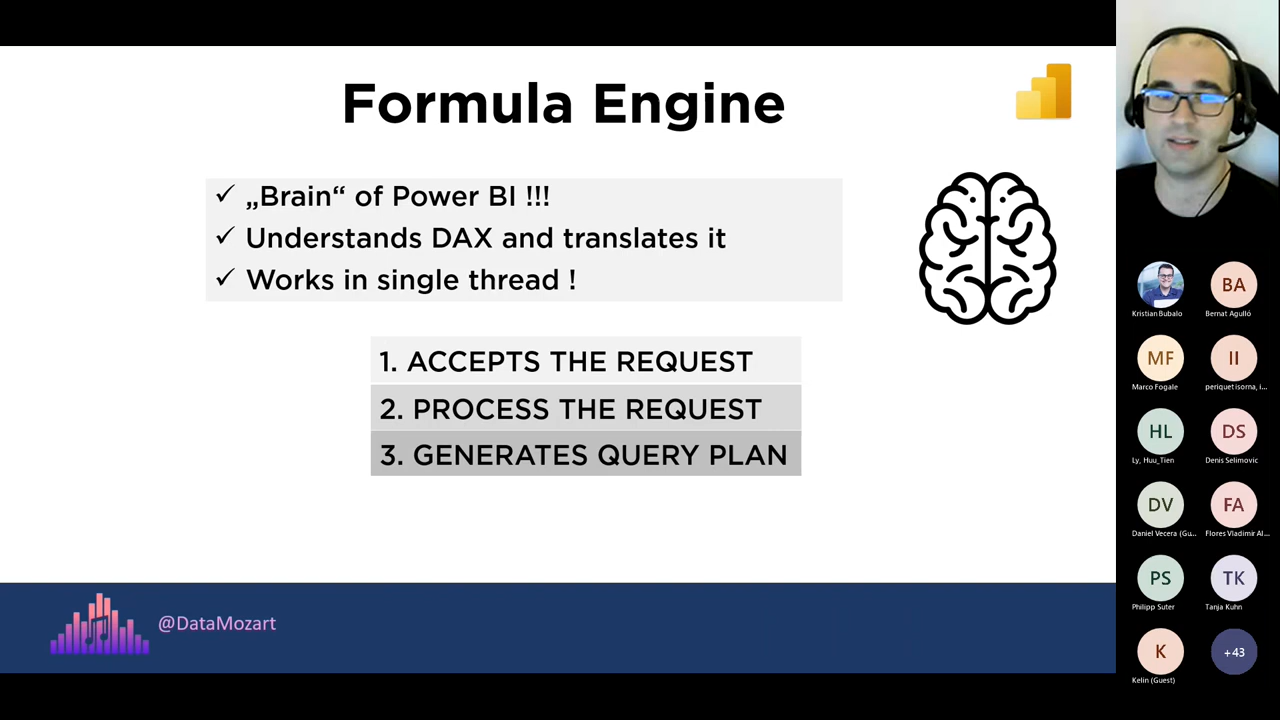 Formula Engine
✓ „Brain“ of Power BI !!!
✓ Understands DAX and translates it
✓ Works in single thread !
1. ACCEPTS THE REQUEST
2. PROCESS THE REQUEST
3. GENERATES QUERY PLAN
@DataMozart
Kristian Bubalo
BA
Bernat Agulló
MF
Marco Fogale
II
periquet isorna, i...
HL
Ly, Huu_Tien
DS
Denis Selimovic
DV
Daniel Vecera (Gu...
FA
Flores Vladimir Al...
PS
Philipp Suter
TK
Tanja Kuhn
K
Kelin (Guest)
+43